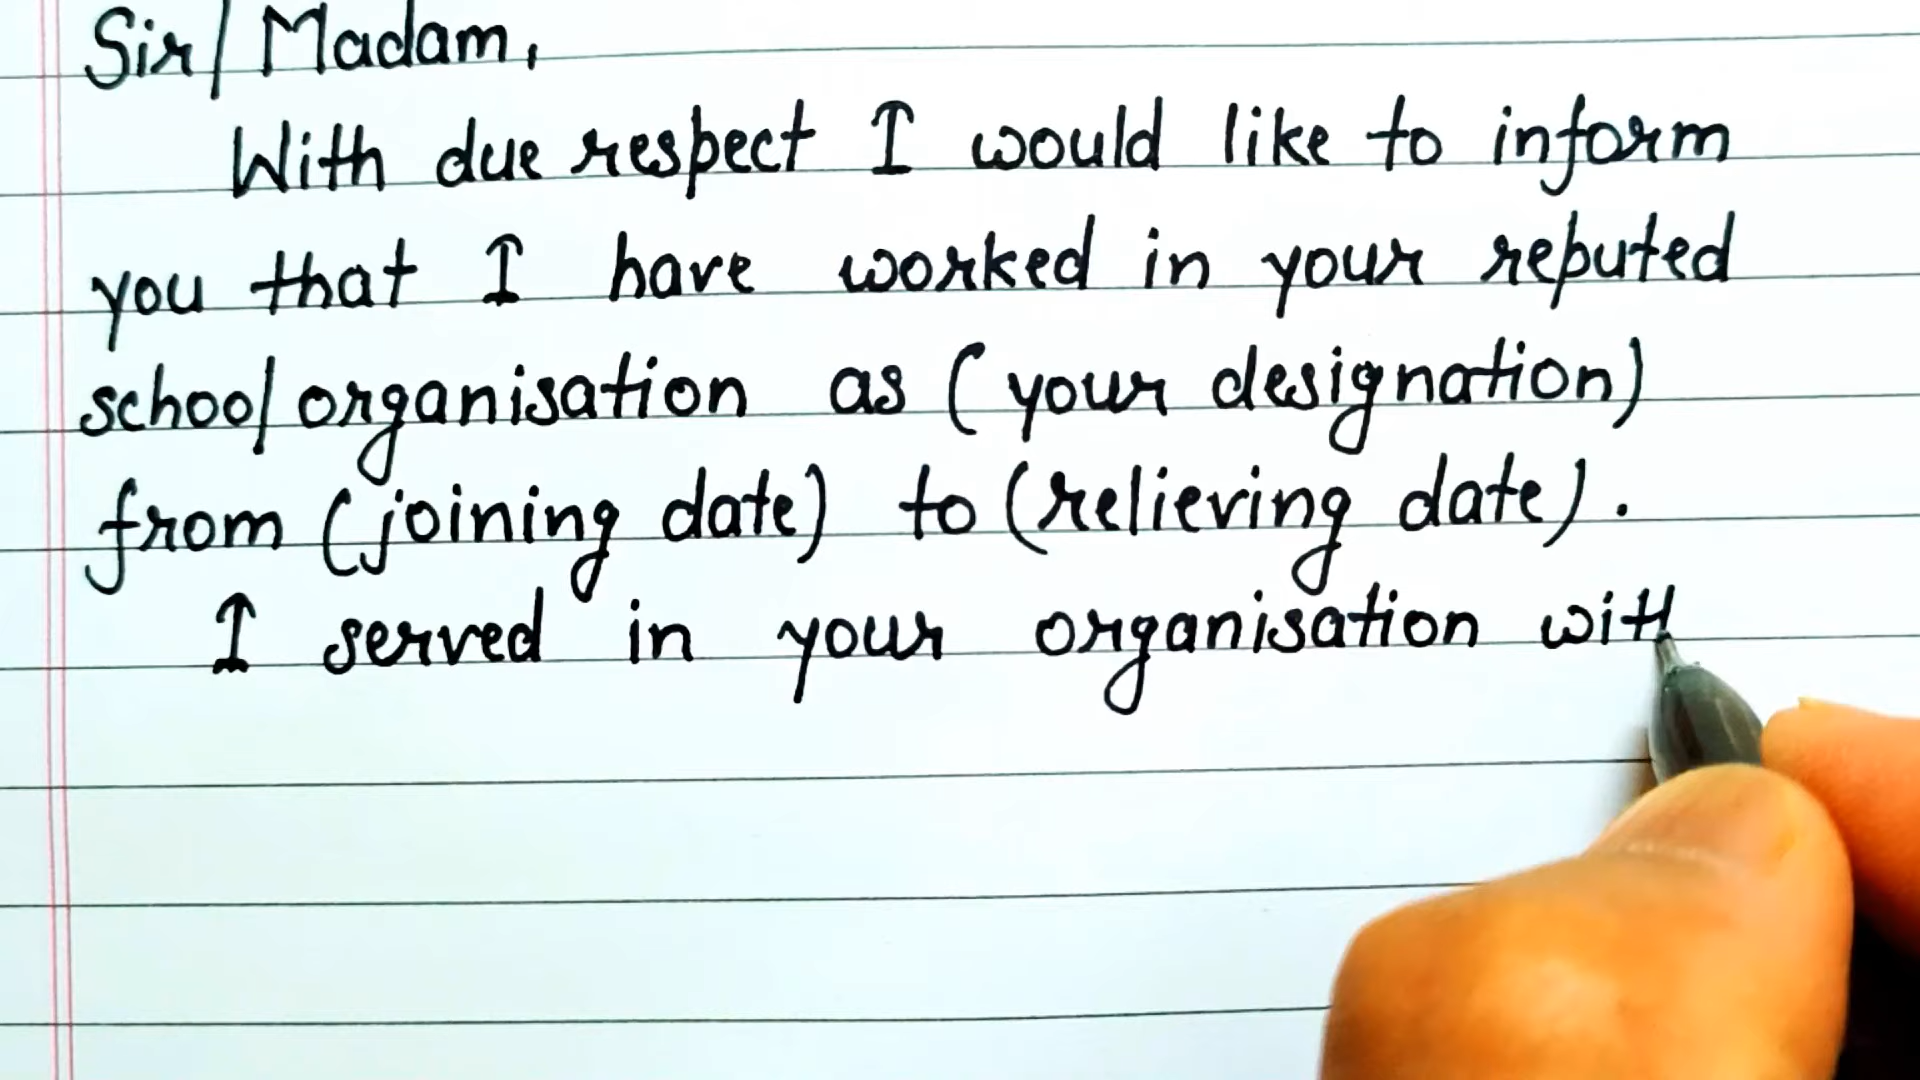 Sir/Madam,
With due respect I would like to inform
you that I have worked in your reputed
school/organisation as (your designation)
from (joining date) to (relieving date).
I served in your organisation with